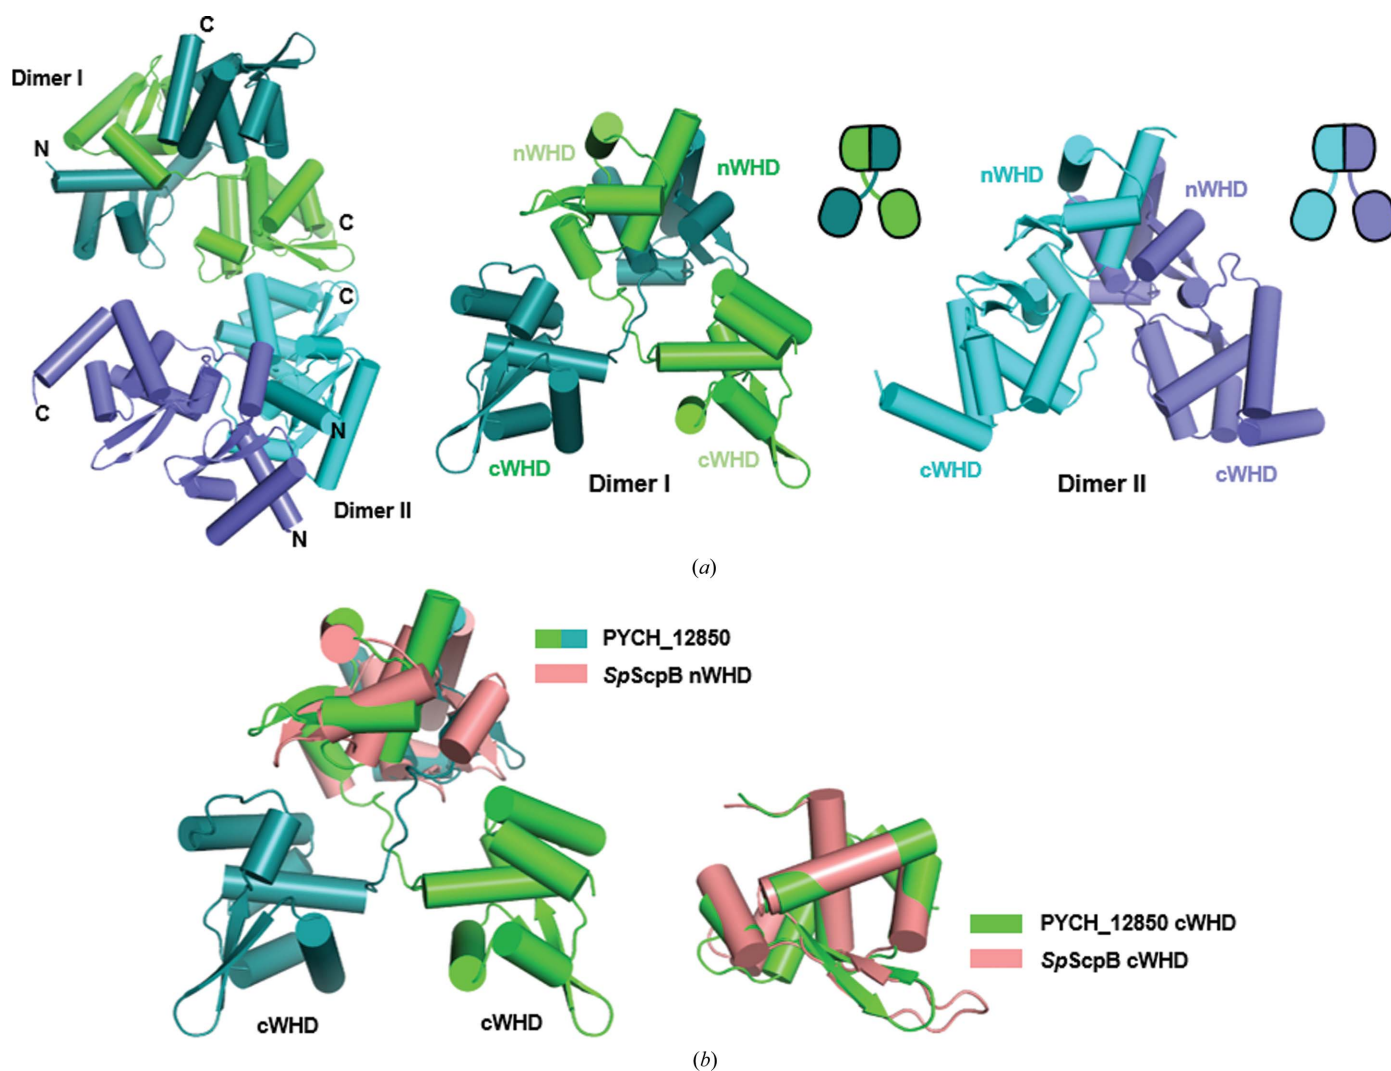 C
Dimer I
N
C
C
C
N
Dimer II
N
nWHD
nWHD
cWHD
cWHD
Dimer I
nWHD
nWHD
cWHD
cWHD
Dimer II
(a)
PYCH_12850
SpScpB nWHD
cWHD
cWHD
PYCH_12850 cWHD
SpScpB cWHD
(b)